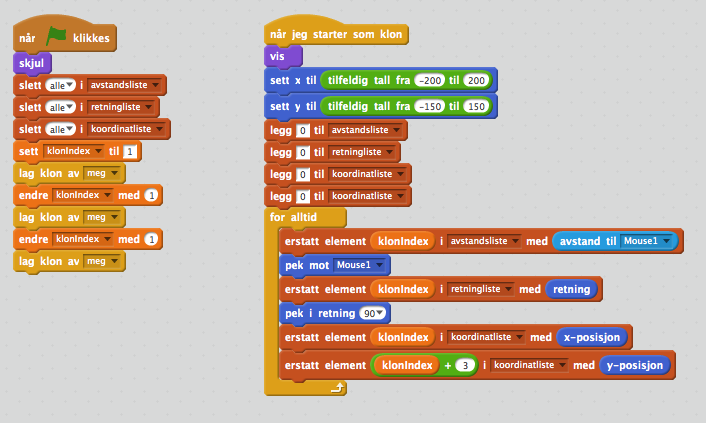 når klikkes
skjul
slett alle i avstandsliste
slett alle i retningliste
slett alle i koordinatliste
sett klonIndex til 1
lag klon av meg
endre klonIndex med 1
lag klon av meg
endre klonIndex med 1
lag klon av meg
når jeg starter som klon
vis
sett x til tilfeldig tall fra -200 til 200
sett y til tilfeldig tall fra -150 til 150
legg 0 til avstandsliste
legg 0 til retningliste
legg 0 til koordinatliste
legg 0 til koordinatliste
for alltid
erstatt element klonIndex i avstandsliste med avstand til Mouse1
pek mot Mouse1
erstatt element klonIndex i retningliste med retning
pek i retning 90
erstatt element klonIndex i koordinatliste med x-posisjon
erstatt element klonIndex + 3 i koordinatliste med y-posisjon